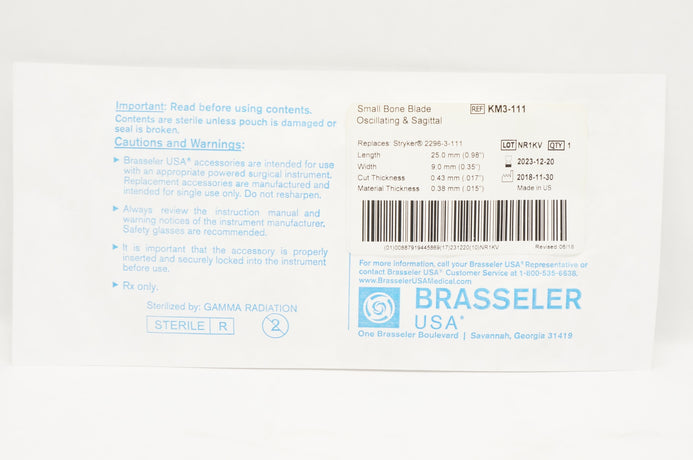 Important: Read before using contents.
Contents are sterile unless pouch is damaged or
seal is broken.
Cautions and Warnings:
▶ Brasseler USA® accessories are intended for use
with an appropriate powered surgical instrument.
Replacement accessories are manufactured and
intended for single use only. Do not resharpen.
▶ Always review the instruction manual and
warning notices of the instrument manufacturer.
Safety glasses are recommended.
▶ It is important that the accessory is properly
inserted and securely locked into the instrument
before use.
▶ Rx only.
Sterilized by: GAMMA RADIATION
STERILE R
2
Small Bone Blade REF KM3-111
Oscillating & Sagittal
Replaces: Stryker® 2296-3-111 LOT NR1KV QTY 1
Length 25.0 mm (0.98") 2023-12-20
Width 9.0 mm (0.35")
Cut Thickness 0.43 mm (.017") 2018-11-30
Material Thickness 0.38 mm (.015") Made in US
(01)00887919445869(17)231220(10)NR1KV Revised 06/18
For more information, call your Brasseler USA® Representative or
contact Brasseler USA® Customer Service at 1-800-535-6638.
www.BrasselerUSAMedical.com
BRASSELER
USA®
One Brasseler Boulevard | Savannah, Georgia 31419